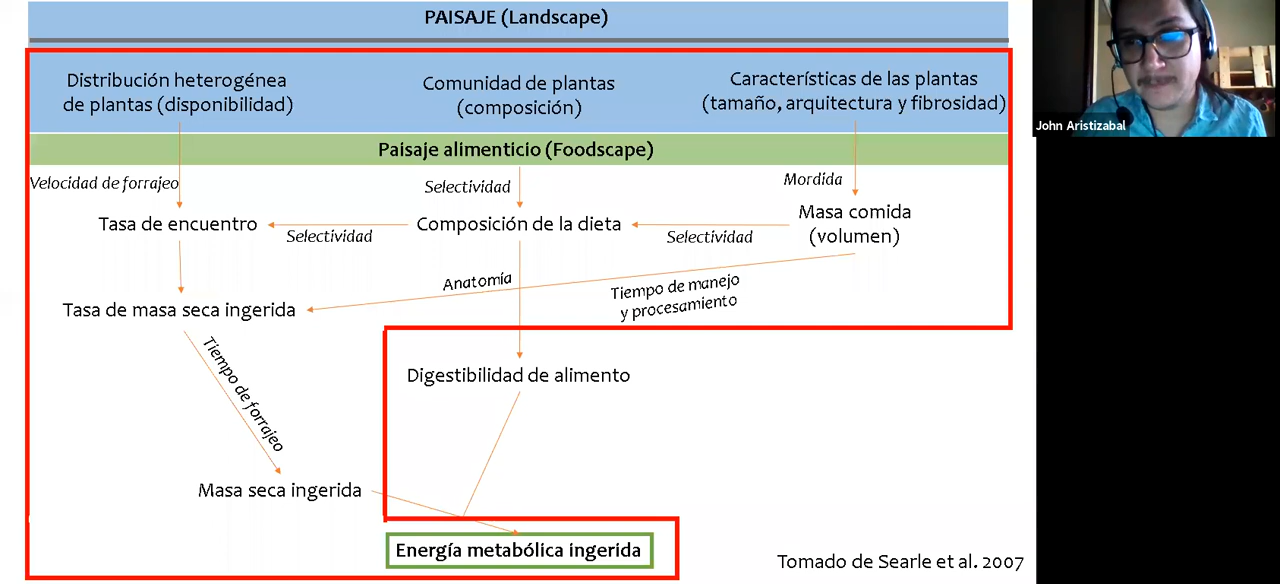 PAISAJE (Landscape)
Distribución heterogénea
de plantas (disponibilidad)
Comunidad de plantas
(composición)
Características de las plantas
(tamaño, arquitectura y fibrosidad)
John Aristizabal
Paisaje alimenticio (Foodscape)
Velocidad de forrajeo
Selectividad
Mordida
Tasa de encuentro
Selectividad
Composición de la dieta
Selectividad
Masa comida
(volumen)
Anatomía
Tiempo de manejo
y procesamiento
Tasa de masa seca ingerida
Tiempo de forrajeo
Digestibilidad de alimento
Masa seca ingerida
Energía metabólica ingerida
Tomado de Searle et al. 2007